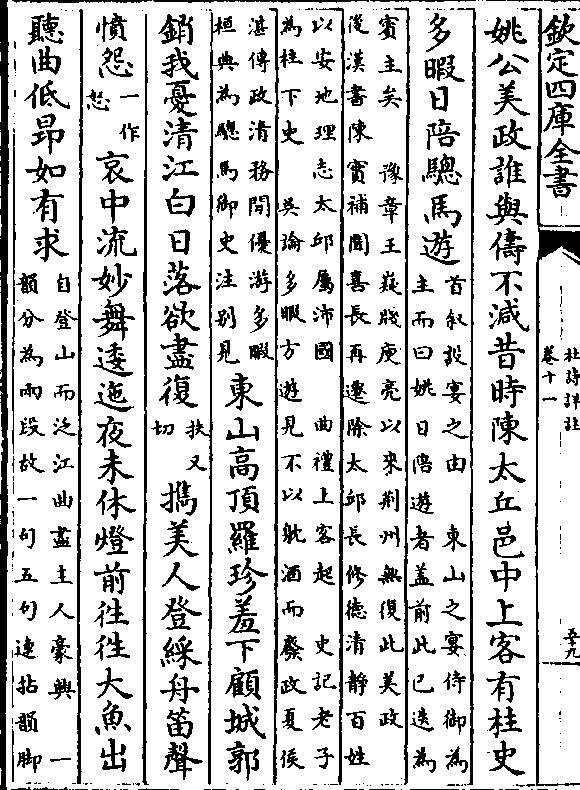 欽定四庫全書
杜詩詳註
卷十一
五九
姚公美政誰與儔不減昔時陳太丘邑中上客有柱史
多暇日陪驄馬遊
首叙設宴之由 東山之宴侍御為
主而曰姚日陪遊者蓋前此已迭為
賓主矣 豫章王嶷牋庾亮以來荆州無復此美政
後漢書陳寔補聞喜長再遷除太邱長修德清靜百姓
以安地理志太邱屬沛國 曲禮上客起 史記老子
為柱下史 吳論多暇方遊見不以躭酒而廢政夏侯
湛傳政清務閒優游多暇
桓典為驄馬御史注别見
東山高頂羅珍羞下顧城郭
銷我憂清江白日落欲盡復
扶又
切
擕美人登綵舟笛聲
憤怨
一作
怒
哀中流妙舞逶迤夜未休燈前徃徃大魚出
聽曲低昂如有求
自登山而泛江曲盡主人豪興 一
韻分為兩段故一句五句連拈韻脚